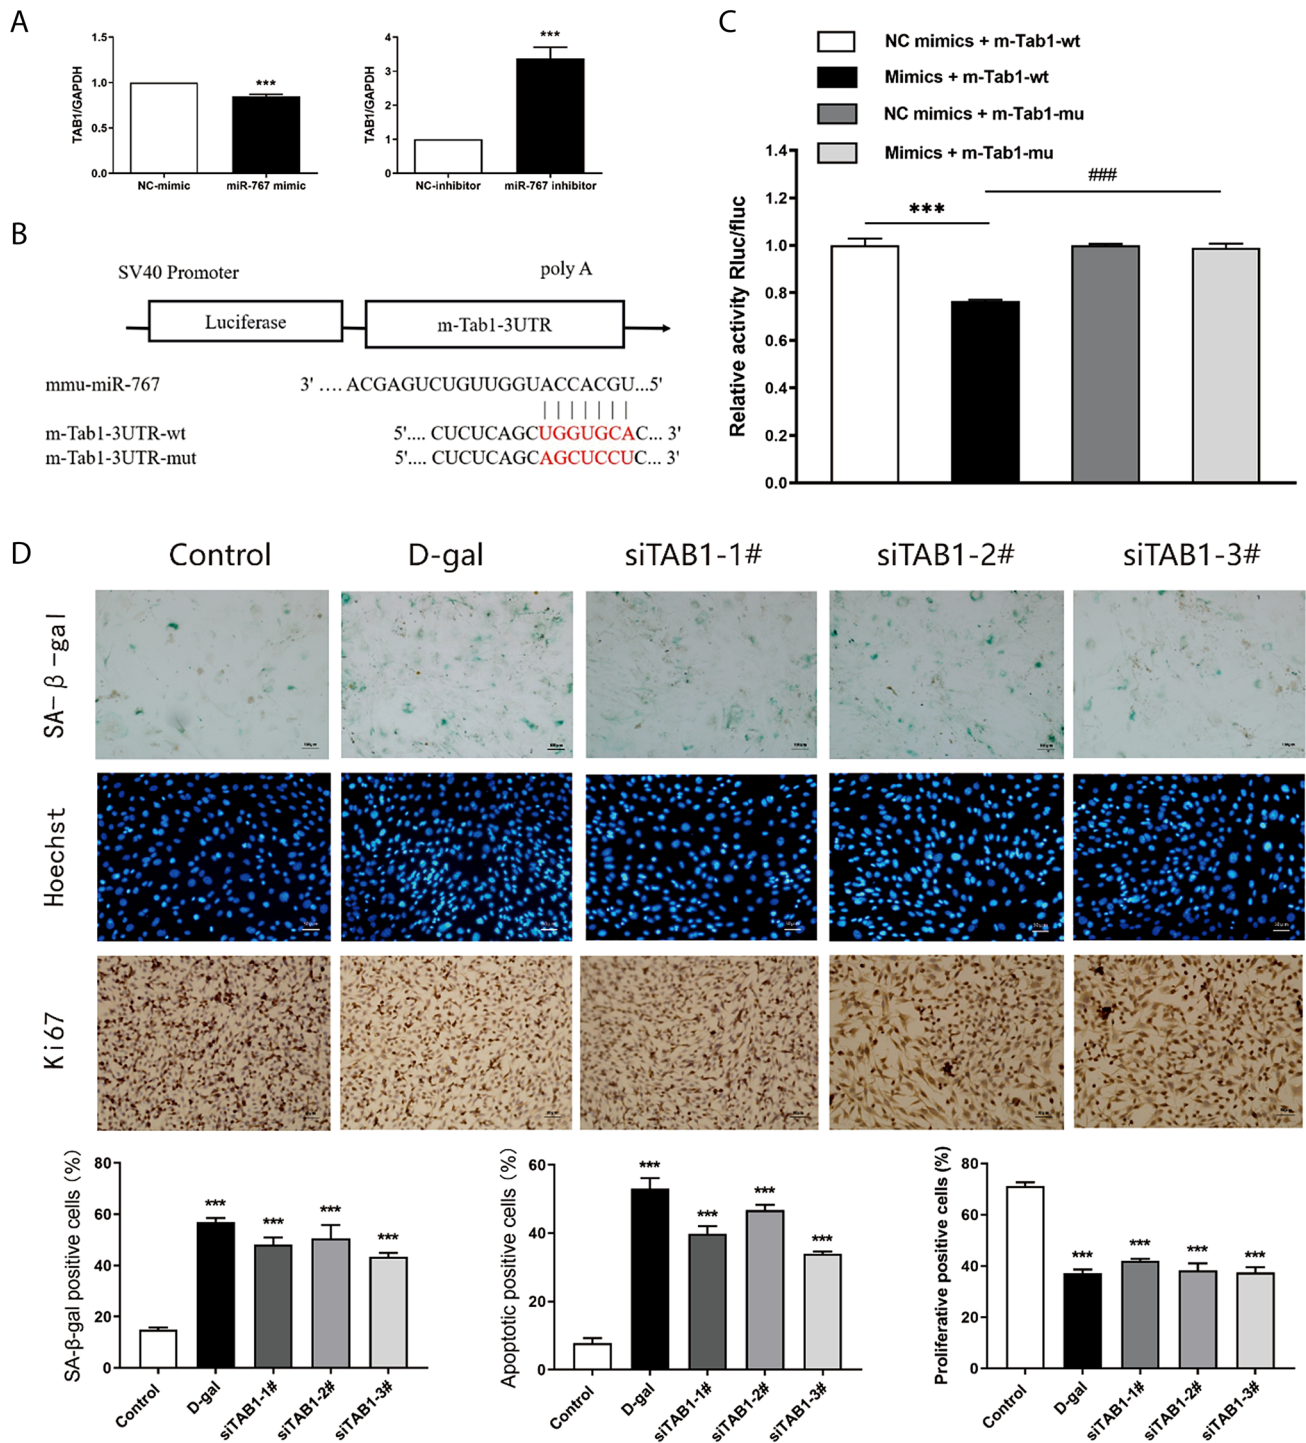 A
1.5
1.0
0.5
0.0
TAB1/GAPDH
***
NC-mimic
miR-767 mimic
4
3
2
1
0
TAB1/GAPDH
***
NC-inhibitor
miR-767 inhibitor
B
SV40 Promoter
poly A
Luciferase
m-Tab1-3UTR
mmu-miR-767 3' .... ACGAGUCUGUUGGUACCACGU...5'
m-Tab1-3UTR-wt 5'.... CUCUCAGCUGGUGCAC... 3'
m-Tab1-3UTR-mut 5'.... CUCUCAGCAGCUCCUC... 3'
C
NC mimics + m-Tab1-wt
Mimics + m-Tab1-wt
NC mimics + m-Tab1-mu
Mimics + m-Tab1-mu
1.4
1.2
1.0
0.8
0.6
0.4
0.2
0.0
Relative activity Rluc/fluc
***
###
D
Control
D-gal
siTAB1-1#
siTAB1-2#
siTAB1-3#
SA-β-gal
Hoechst
Ki67
80
60
40
20
0
SA-β-gal positive cells (%)
***
***
***
***
Control
D-gal
siTAB1-1#
siTAB1-2#
siTAB1-3#
60
40
20
0
Apoptotic positive cells (%)
***
***
***
***
Control
D-gal
siTAB1-1#
siTAB1-2#
siTAB1-3#
80
60
40
20
0
Proliferative positive cells (%)
***
***
***
***
Control
D-gal
siTAB1-1#
siTAB1-2#
siTAB1-3#